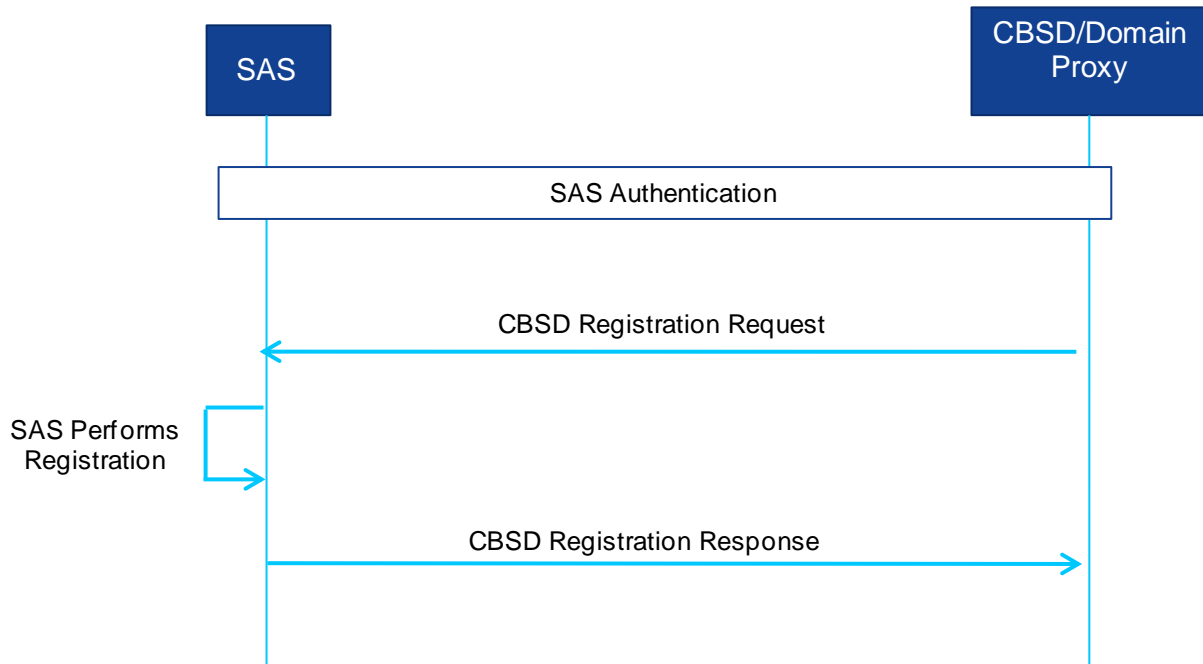 SAS
CBSD/Domain
Proxy
SAS Authentication
CBSD Registration Request
SAS Performs
Registration
CBSD Registration Response